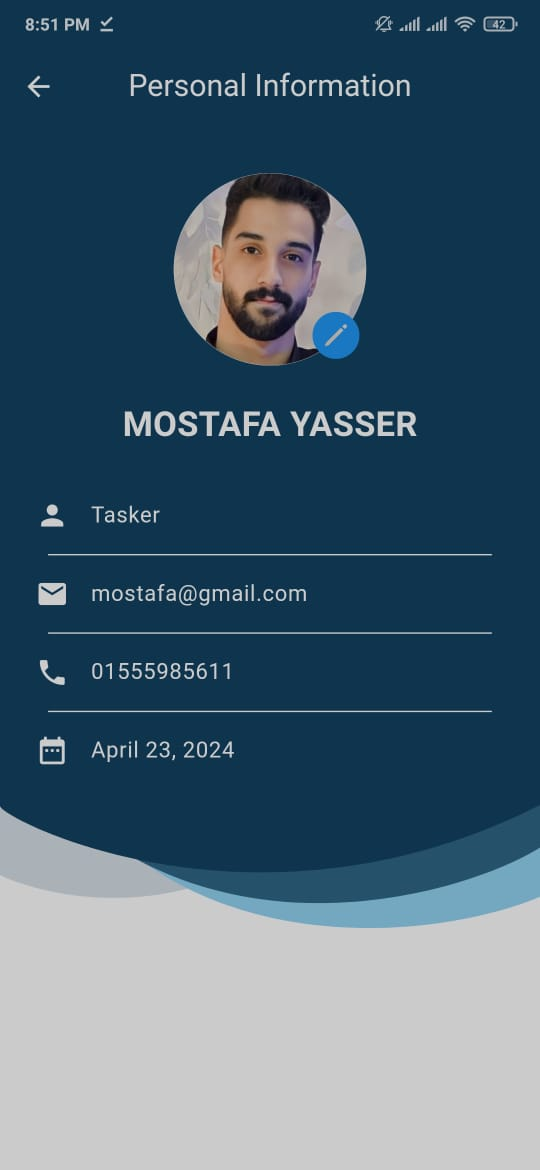 8:51 PM
42
Personal Information
MOSTAFA YASSER
Tasker
mostafa@gmail.com
01555985611
April 23, 2024